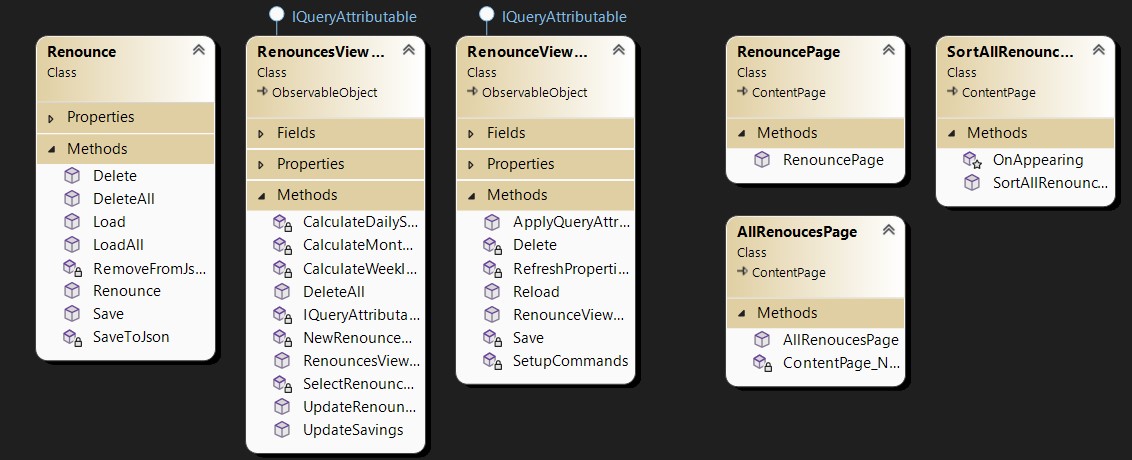 IQueryAttributable
IQueryAttributable
Renounce
Class
Properties
Methods
Delete
DeleteAll
Load
LoadAll
RemoveFromJs...
Renounce
Save
SaveToJson
RenouncesView...
Class
ObservableObject
Fields
Properties
Methods
CalculateDailyS...
CalculateMont...
CalculateWeekl...
DeleteAll
IQueryAttributa...
NewRenounce...
RenouncesView...
SelectRenounc...
UpdateRenoun...
UpdateSavings
RenounceView...
Class
ObservableObject
Fields
Properties
Methods
ApplyQueryAttr...
Delete
RefreshProperti...
Reload
RenounceView...
Save
SetupCommands
RenouncePage
Class
ContentPage
Methods
RenouncePage
AllRenoucesPage
Class
ContentPage
Methods
AllRenoucesPage
ContentPage_N...
SortAllRenounc...
Class
ContentPage
Methods
OnAppearing
SortAllRenounc...